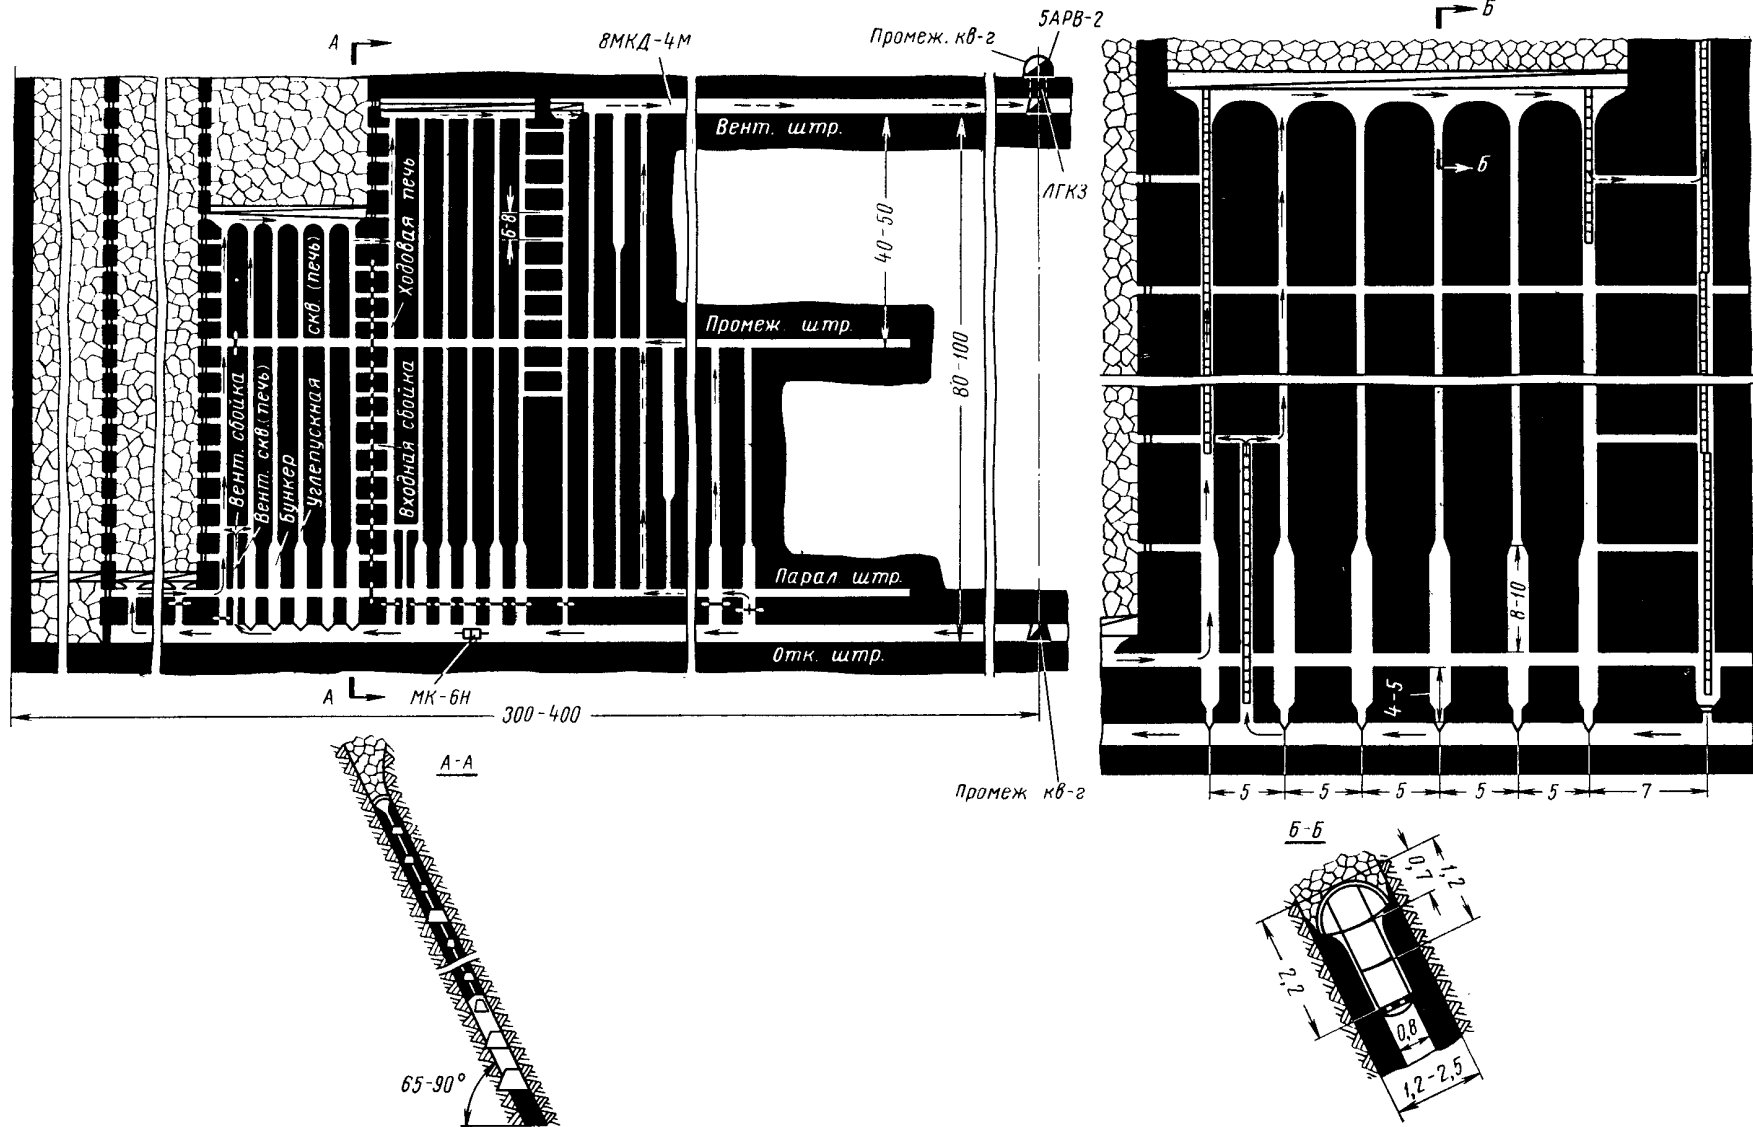 А
8МКД-4М
Промеж. кв-г
5АРВ-2
Б
Вент. штр.
ЛГКЗ
Б
Ходовая печь
6-8
40-50
80-100
Промеж. штр.
Вент. сбойка
Вент. скв. (печь)
Бункер
Углепускная скв. (печь)
Входная сбойка
Парал. штр.
Отк. штр.
8-10
4-5
А
МК-6Н
300-400
Промеж кв-г
5
5
5
5
5
7
А-А
65-90°
Б-Б
0,7
1,2
2,2
0,8
1,2-2,5